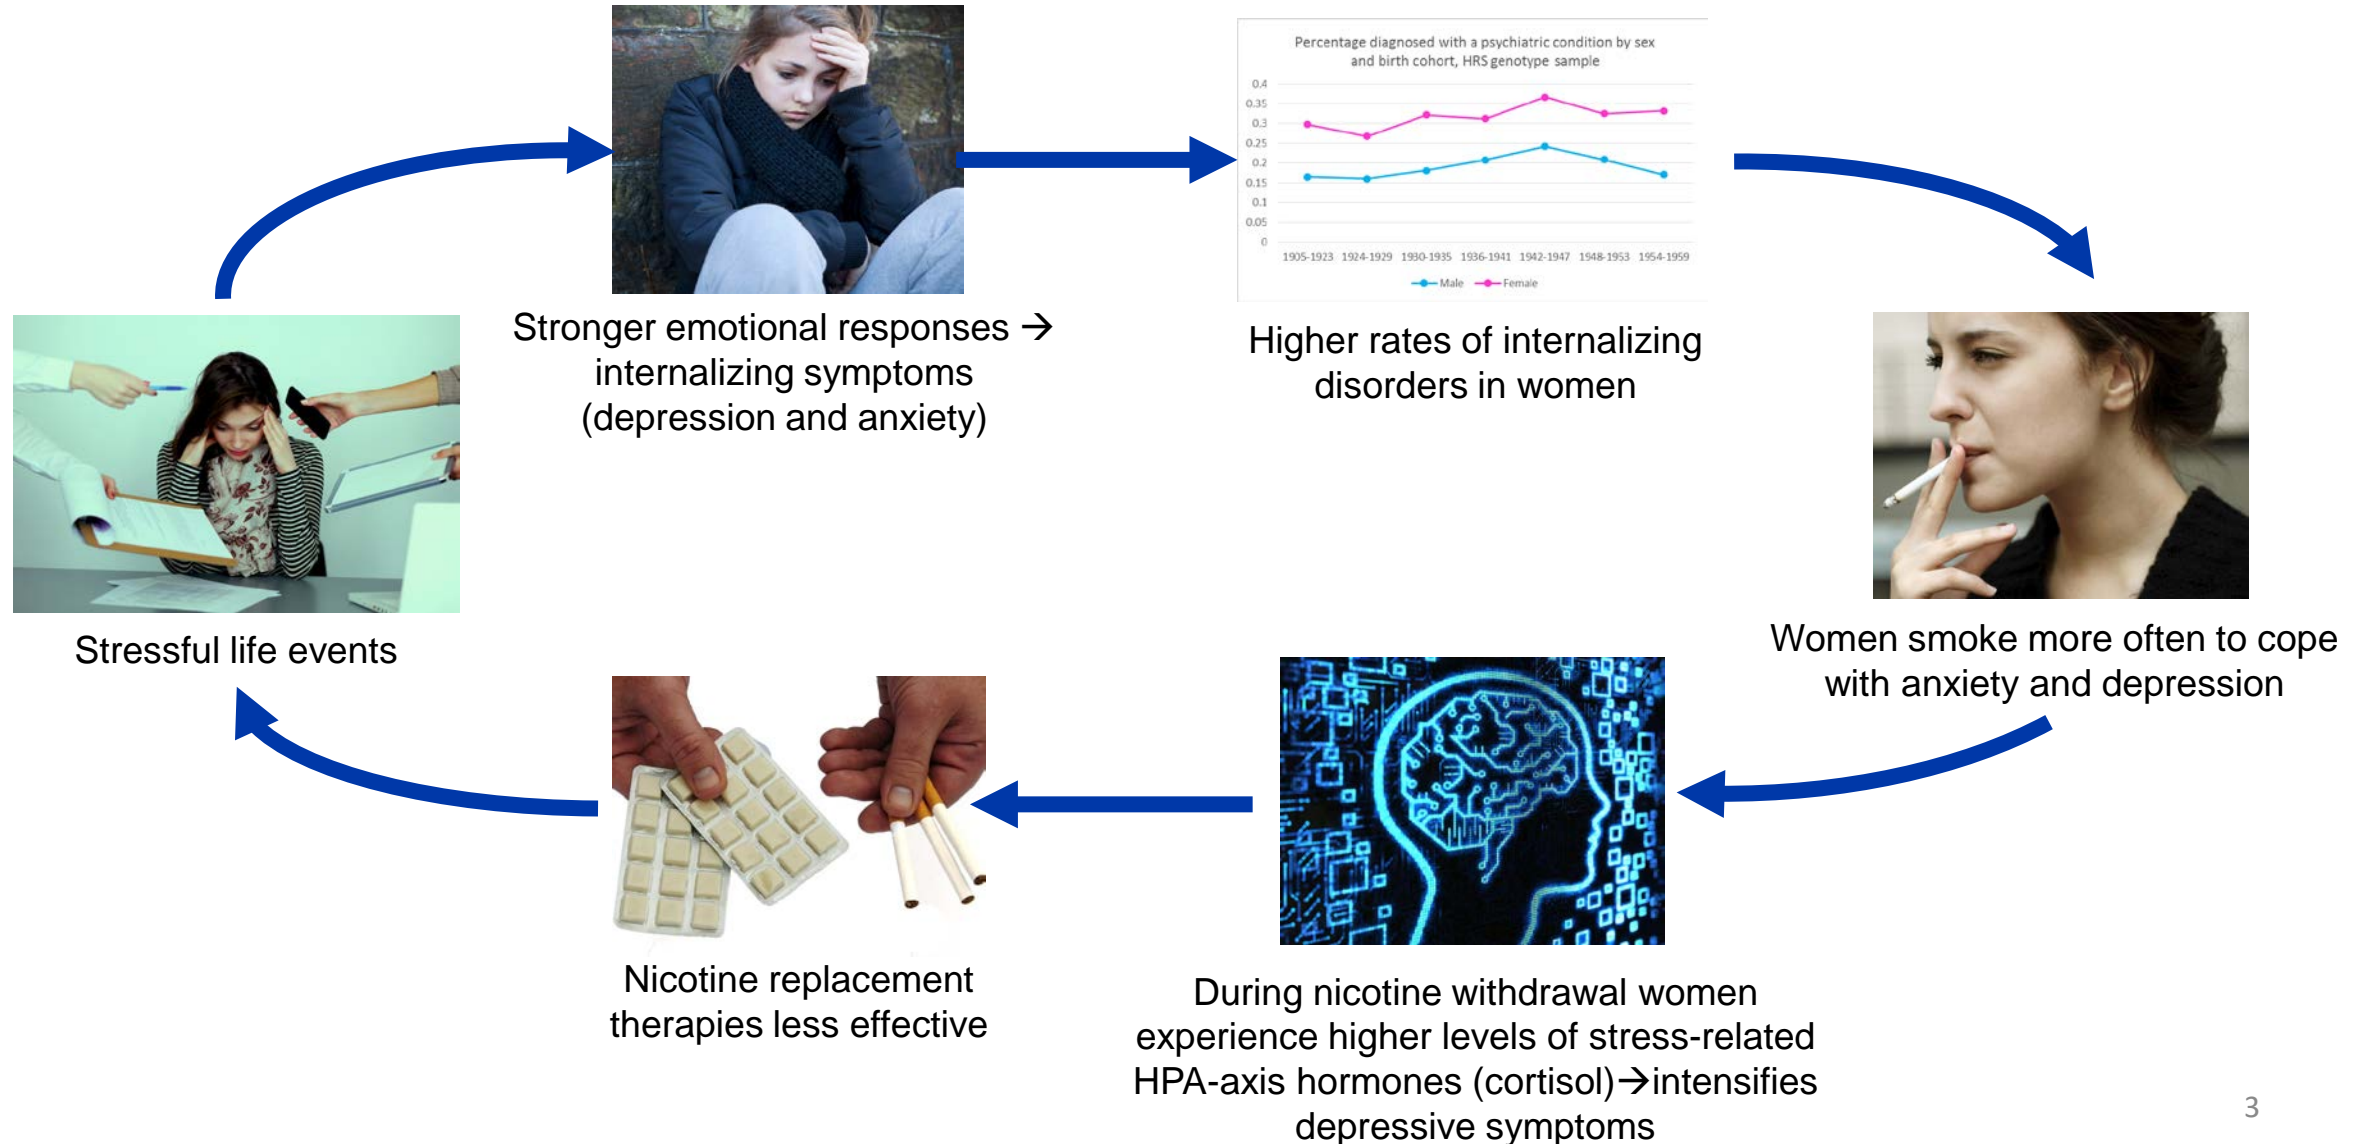 Percentage diagnosed with a psychiatric condition by sex
and birth cohort, HRS genotype sample
0.4
0.35
0.3
0.25
0.2
0.15
0.1
0.05
0
1905-1923 1924-1929 1930-1935 1936-1941 1942-1947 1948-1953 1954-1959
Male Female
Stronger emotional responses →
internalizing symptoms
(depression and anxiety)
Higher rates of internalizing
disorders in women
Stressful life events
Women smoke more often to cope
with anxiety and depression
Nicotine replacement
therapies less effective
During nicotine withdrawal women
experience higher levels of stress-related
HPA-axis hormones (cortisol)→intensifies
depressive symptoms
3